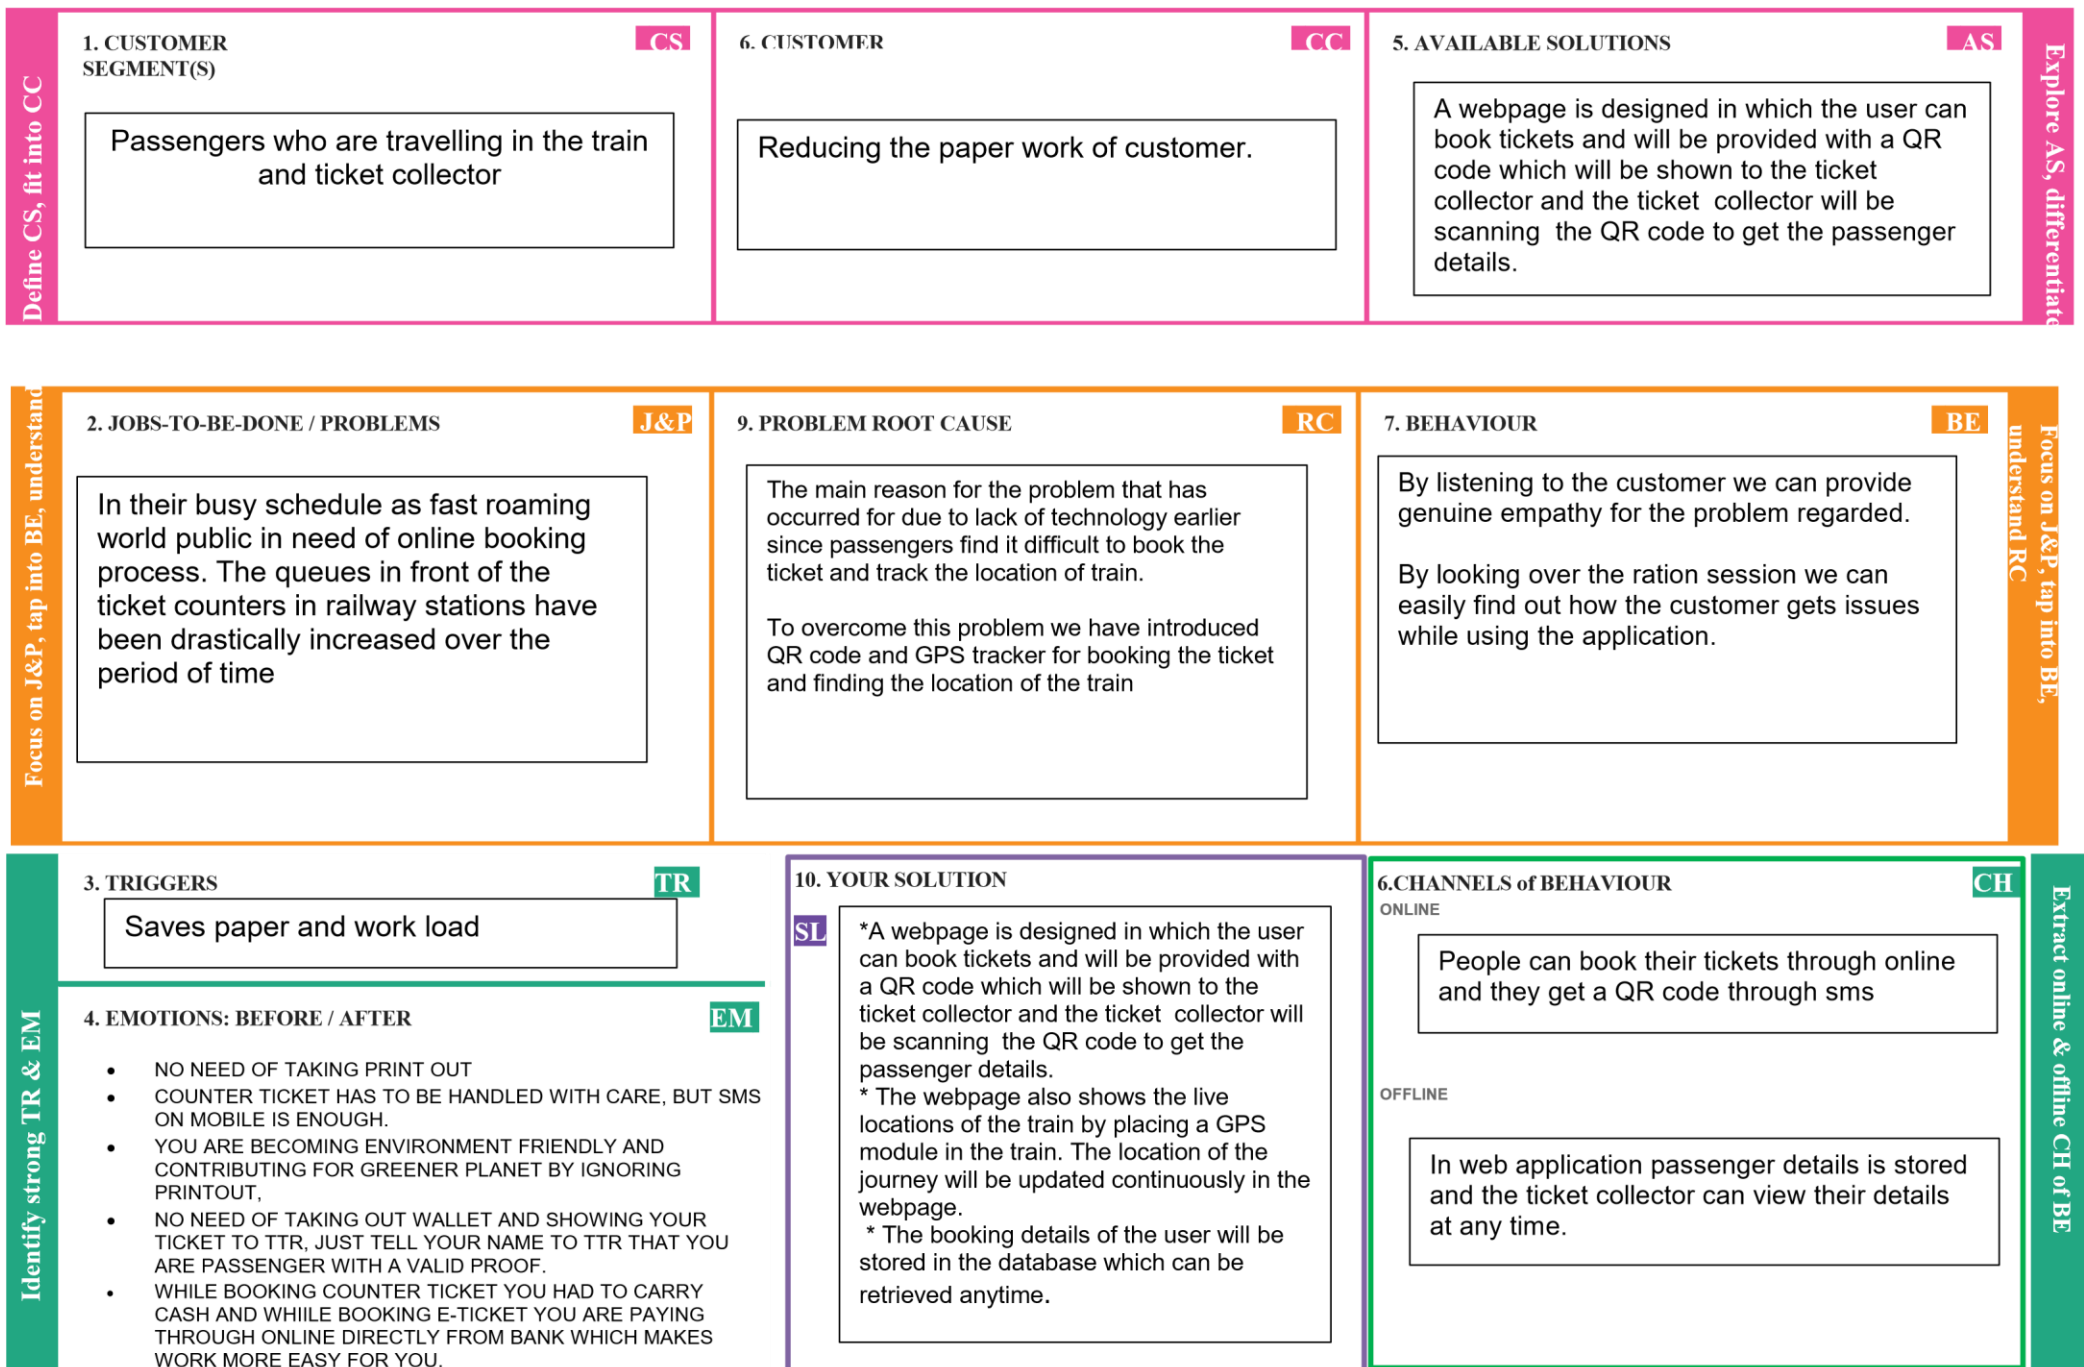 Define CS, fit into CC
1. CUSTOMER
SEGMENT(S)
CS
Passengers who are travelling in the train
and ticket collector
6. CUSTOMER
CC
Reducing the paper work of customer.
5. AVAILABLE SOLUTIONS
AS
A webpage is designed in which the user can
book tickets and will be provided with a QR
code which will be shown to the ticket
collector and the ticket collector will be
scanning the QR code to get the passenger
details.
Explore AS, differentiate
Focus on J&P, tap into BE, understand
2. JOBS-TO-BE-DONE / PROBLEMS
J&P
In their busy schedule as fast roaming
world public in need of online booking
process. The queues in front of the
ticket counters in railway stations have
been drastically increased over the
period of time
9. PROBLEM ROOT CAUSE
RC
The main reason for the problem that has
occurred for due to lack of technology earlier
since passengers find it difficult to book the
ticket and track the location of train.
To overcome this problem we have introduced
QR code and GPS tracker for booking the ticket
and finding the location of the train
7. BEHAVIOUR
BE
By listening to the customer we can provide
genuine empathy for the problem regarded.
By looking over the ration session we can
easily find out how the customer gets issues
while using the application.
Focus on J&P, tap into BE,
understand RC
Identify strong TR & EM
3. TRIGGERS
TR
Saves paper and work load
4. EMOTIONS: BEFORE / AFTER
EM
• NO NEED OF TAKING PRINT OUT
• COUNTER TICKET HAS TO BE HANDLED WITH CARE, BUT SMS
ON MOBILE IS ENOUGH.
• YOU ARE BECOMING ENVIRONMENT FRIENDLY AND
CONTRIBUTING FOR GREENER PLANET BY IGNORING
PRINTOUT,
• NO NEED OF TAKING OUT WALLET AND SHOWING YOUR
TICKET TO TTR, JUST TELL YOUR NAME TO TTR THAT YOU
ARE PASSENGER WITH A VALID PROOF.
• WHILE BOOKING COUNTER TICKET YOU HAD TO CARRY
CASH AND WHIILE BOOKING E-TICKET YOU ARE PAYING
THROUGH ONLINE DIRECTLY FROM BANK WHICH MAKES
WORK MORE EASY FOR YOU.
10. YOUR SOLUTION
SL
*A webpage is designed in which the user
can book tickets and will be provided with
a QR code which will be shown to the
ticket collector and the ticket collector will
be scanning the QR code to get the
passenger details.
* The webpage also shows the live
locations of the train by placing a GPS
module in the train. The location of the
journey will be updated continuously in the
webpage.
* The booking details of the user will be
stored in the database which can be
retrieved anytime.
6.CHANNELS of BEHAVIOUR
CH
ONLINE
People can book their tickets through online
and they get a QR code through sms
OFFLINE
In web application passenger details is stored
and the ticket collector can view their details
at any time.
Extract online & offline CH of BE